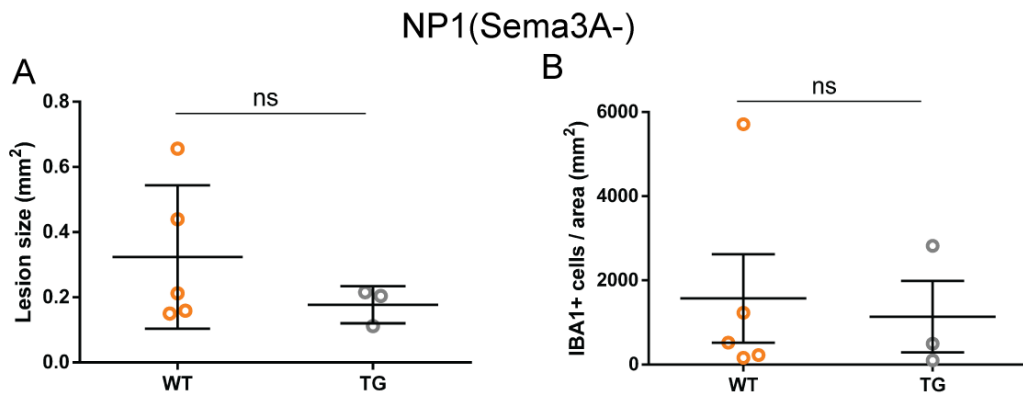 NP1(Sema3A-)
A
ns
0.8
0.6
0.4
0.2
0.0
Lesion size (mm²)
WT
TG
B
ns
6000
4000
2000
0
IBA1+ cells / area (mm²)
WT
TG